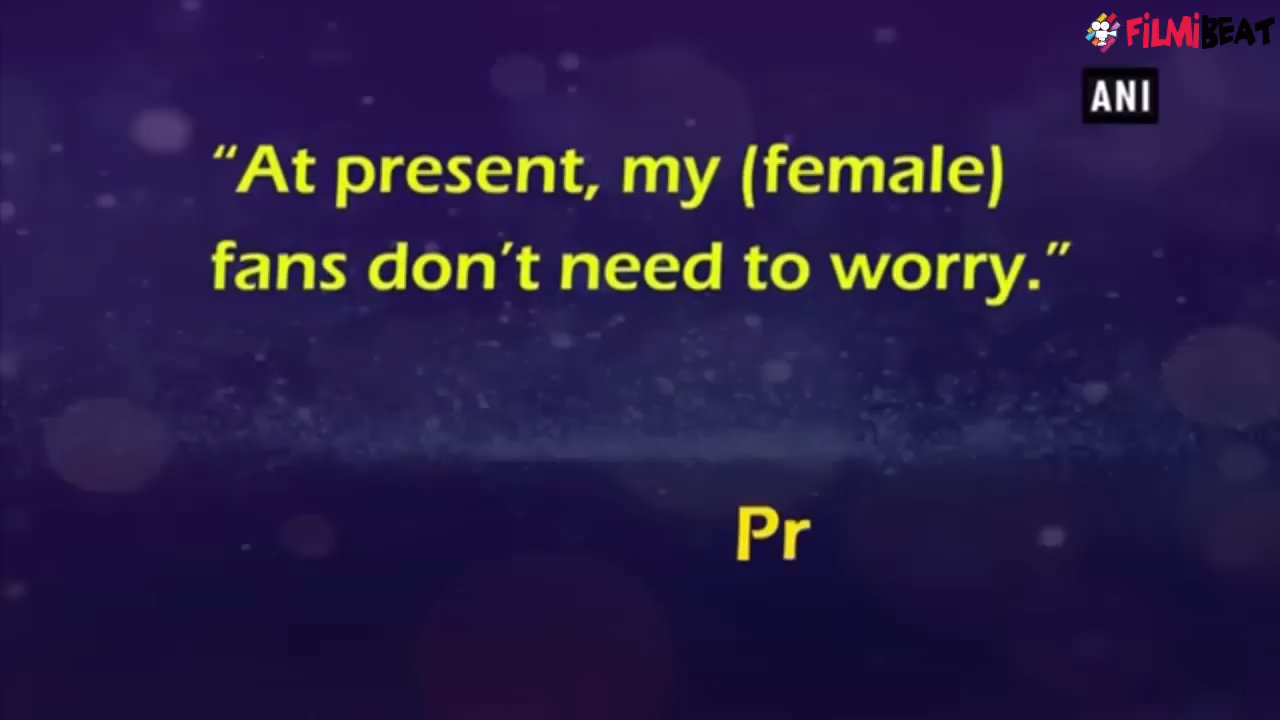 FiLMiBEAT
ANI
“At present, my (female)
fans don’t need to worry.”
Pr